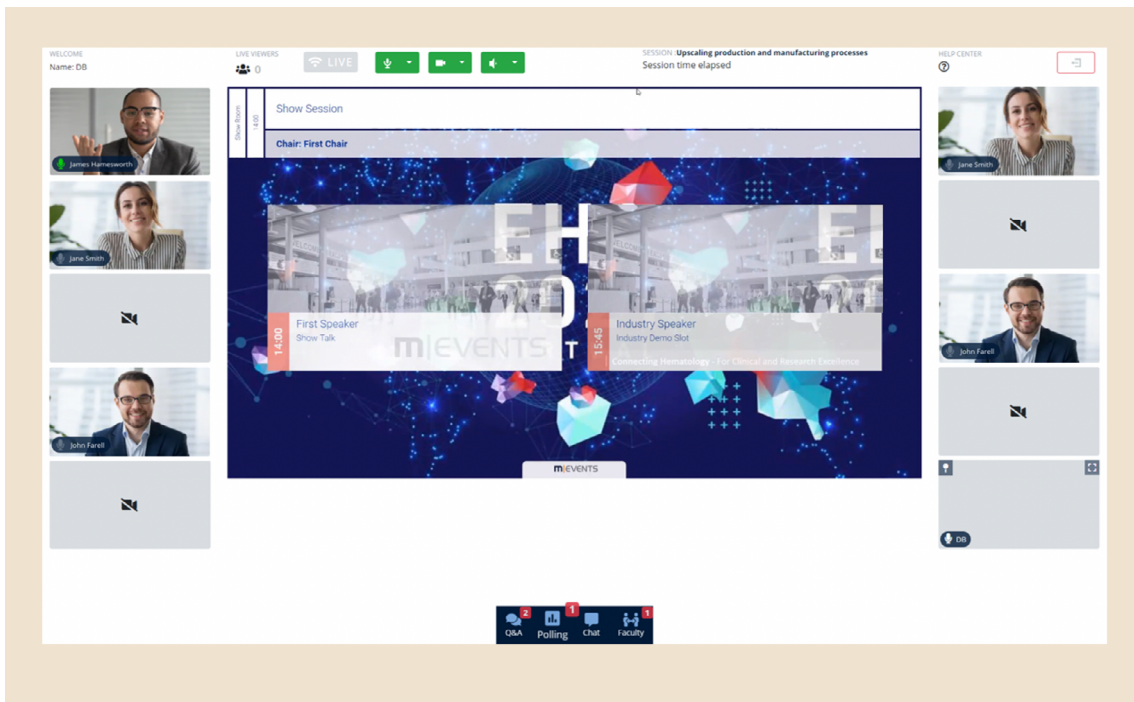 WELCOME
Name: DB
LIVE VIEWERS
0
LIVE
SESSION :Upscaling production and manufacturing processes
Session time elapsed
HELP CENTER
James Hamesworth
Jane Smith
John Farell
Show Room
14:00
Show Session
Chair: First Chair
WELCOME
WELCOME
EH
E
14:00
First Speaker
Show Talk
m|EVENTS
T
15:45
Industry Speaker
Industry Demo Slot
Connecting Hematology - For Clinical and Research Excellence
m|EVENTS
Jane Smith
John Farell
DB
2
1
1
Q&A
Polling
Chat
Faculty